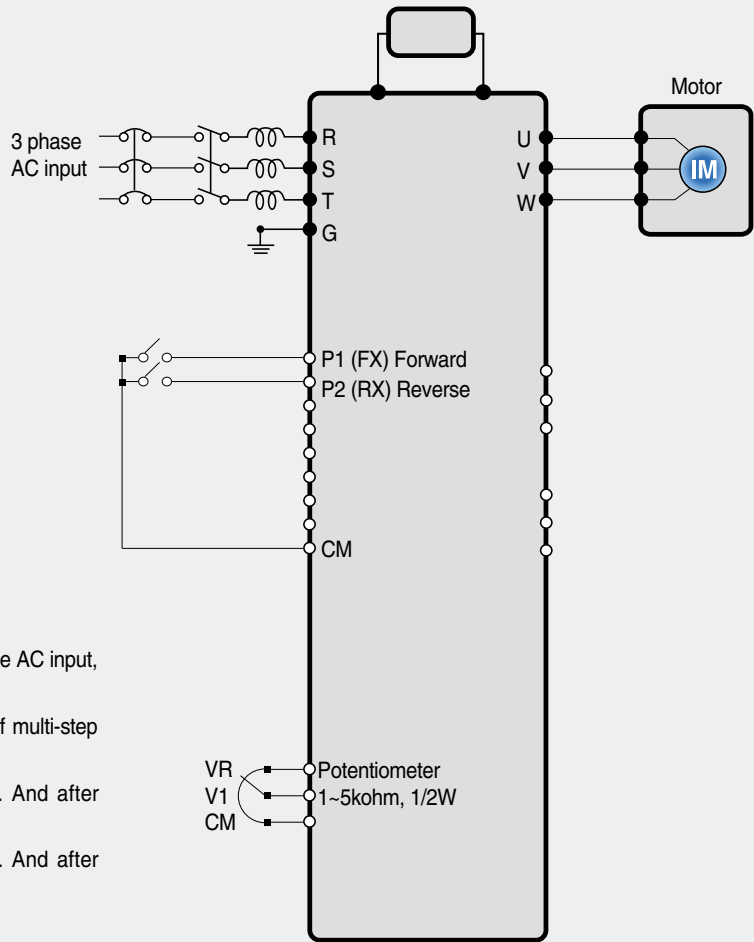 Motor
3 phase
AC input
R
S
T
G
U
V
W
IM
P1 (FX) Forward
P2 (RX) Reverse
CM
e AC input,
f multi-step
. And after
. And after
VR
V1
CM
Potentiometer
1~5kohm, 1/2W